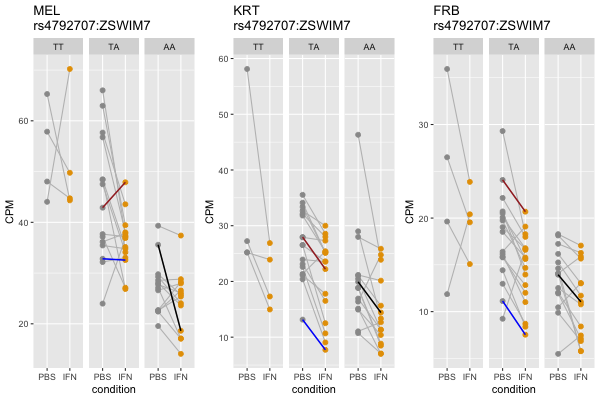 MEL
rs4792707:ZSWIM7
TT TA AA
CPM
60
40
20
PBS IFN PBS IFN PBS IFN
condition
KRT
rs4792707:ZSWIM7
TT TA AA
CPM
60
50
40
30
20
10
PBS IFN PBS IFN PBS IFN
condition
FRB
rs4792707:ZSWIM7
TT TA AA
CPM
30
20
10
PBS IFN PBS IFN PBS IFN
condition